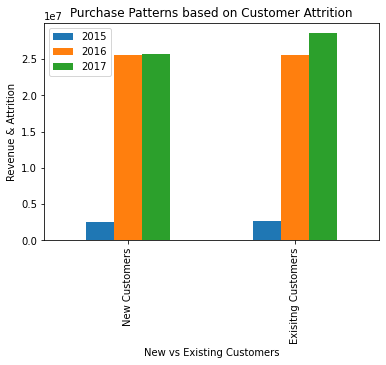 Purchase Patterns based on Customer Attrition
1e7
2015
2016
2017
2.5
2.0
1.5
1.0
0.5
0.0
Revenue & Attrition
New Customers
Exisitng Customers
New vs Existing Customers